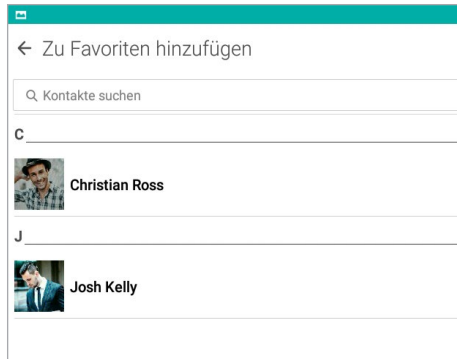 Zu Favoriten hinzufügen
Kontakte suchen
C
Christian Ross
J
Josh Kelly